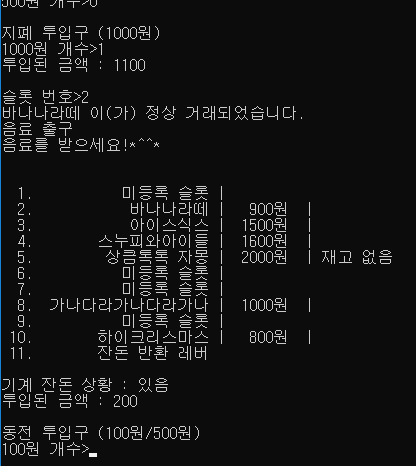 500원 개수>0
지폐 투입구 (1000원)
1000원 개수>1
투입된 금액 : 1100
슬롯 번호>2
바나나라떼 이(가) 정상 거래되었습니다.
음료 출구
음료를 받으세요!*^^*
1. 미등록 슬롯 |
2. 바나나라떼 | 900원 |
3. 아이스식스 | 1500원 |
4. 스누피와아이들 | 1600원 |
5. 상큼톡톡 자몽 | 2000원 | 재고 없음
6. 미등록 슬롯 |
7. 미등록 슬롯 |
8. 가나다라가나다라가나 | 1000원 |
9. 미등록 슬롯 |
10. 하이크리스마스 | 800원 |
11. 잔돈 반환 레버
기계 잔돈 상황 : 있음
투입된 금액 : 200
동전 투입구 (100원/500원)
100원 개수>